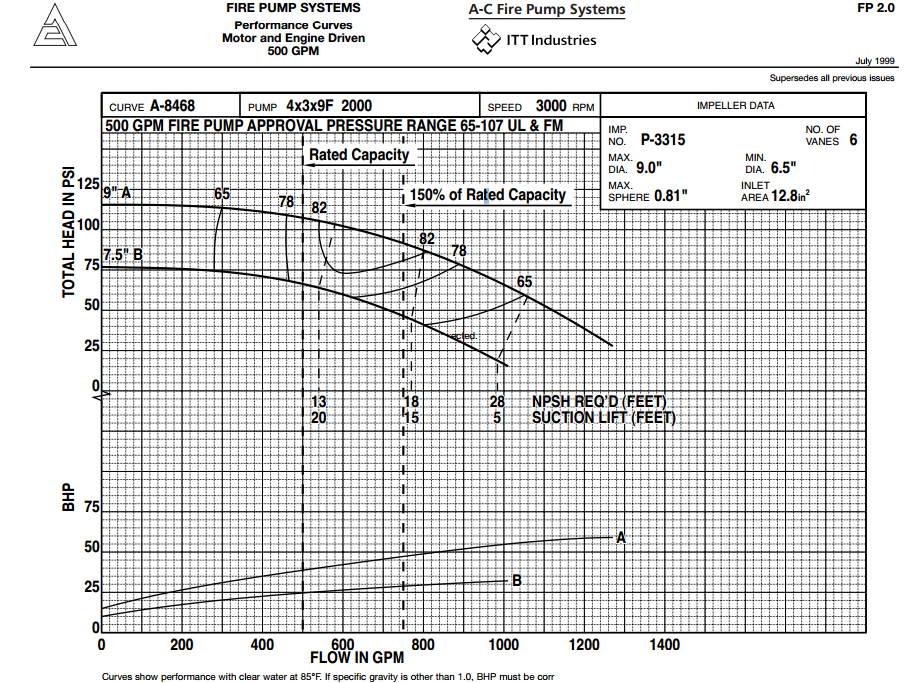 FIRE PUMP SYSTEMS
Performance Curves
Motor and Engine Driven
500 GPM
A-C Fire Pump Systems
ITT Industries
FP 2.0
July 1999
Supersedes all previous issues
CURVE A-8468 PUMP 4x3x9F 2000 SPEED 3000 RPM IMPELLER DATA
500 GPM FIRE PUMP APPROVAL PRESSURE RANGE 65-107 UL & FM
IMP. NO. P-3315 NO. OF VANES 6
MAX. DIA. 9.0" MIN. DIA. 6.5"
MAX. SPHERE 0.81" INLET AREA 12.8in2
Rated Capacity
150% of Rated Capacity
TOTAL HEAD IN PSI
125
100
75
50
25
0
9" A
7.5" B
65
78
82
82
78
65
ected.
13 18 28 NPSH REQ'D (FEET)
20 15 5 SUCTION LIFT (FEET)
BHP
75
50
25
0
A
B
0 200 400 600 800 1000 1200 1400
FLOW IN GPM
Curves show performance with clear water at 85°F. If specific gravity is other than 1.0, BHP must be corr